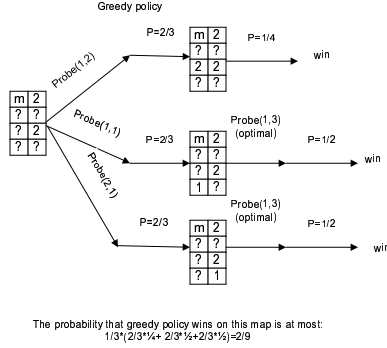 Greedy policy
P=2/3
P=1/4
win
Probe(1,2)
m 2
? ?
2 2
? ?
m 2
? ?
? 2
? ?
Probe(1,1)
P=2/3
Probe(1,3)
(optimal)
P=1/2
win
m 2
? ?
? 2
1 ?
Probe(2,1)
P=2/3
Probe(1,3)
(optimal)
P=1/2
wir
m 2
? ?
? 2
? 1
The probability that greedy policy wins on this map is at most:
1/3*(2/3*¼+ 2/3*½+2/3*½)=2/9